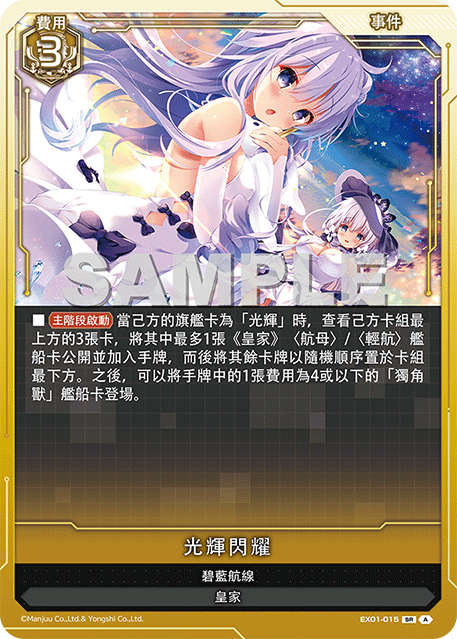 費用
3
事件
SAMPLE
■ 主階段啟動 當己方的旗艦卡為「光輝」時，查看己方卡組最
上方的3張卡，將其中最多1張《皇家》〈航母〉/〈輕航〉艦
船卡公開並加入手牌，而後將其餘卡牌以隨機順序置於卡組
最下方。之後，可以將手牌中的1張費用為4或以下的「獨角
獸」艦船卡登場。
光輝閃耀
碧藍航線
皇家
©Manjuu Co.,Ltd.& Yongshi Co.,Ltd.
EX01-015 SR A